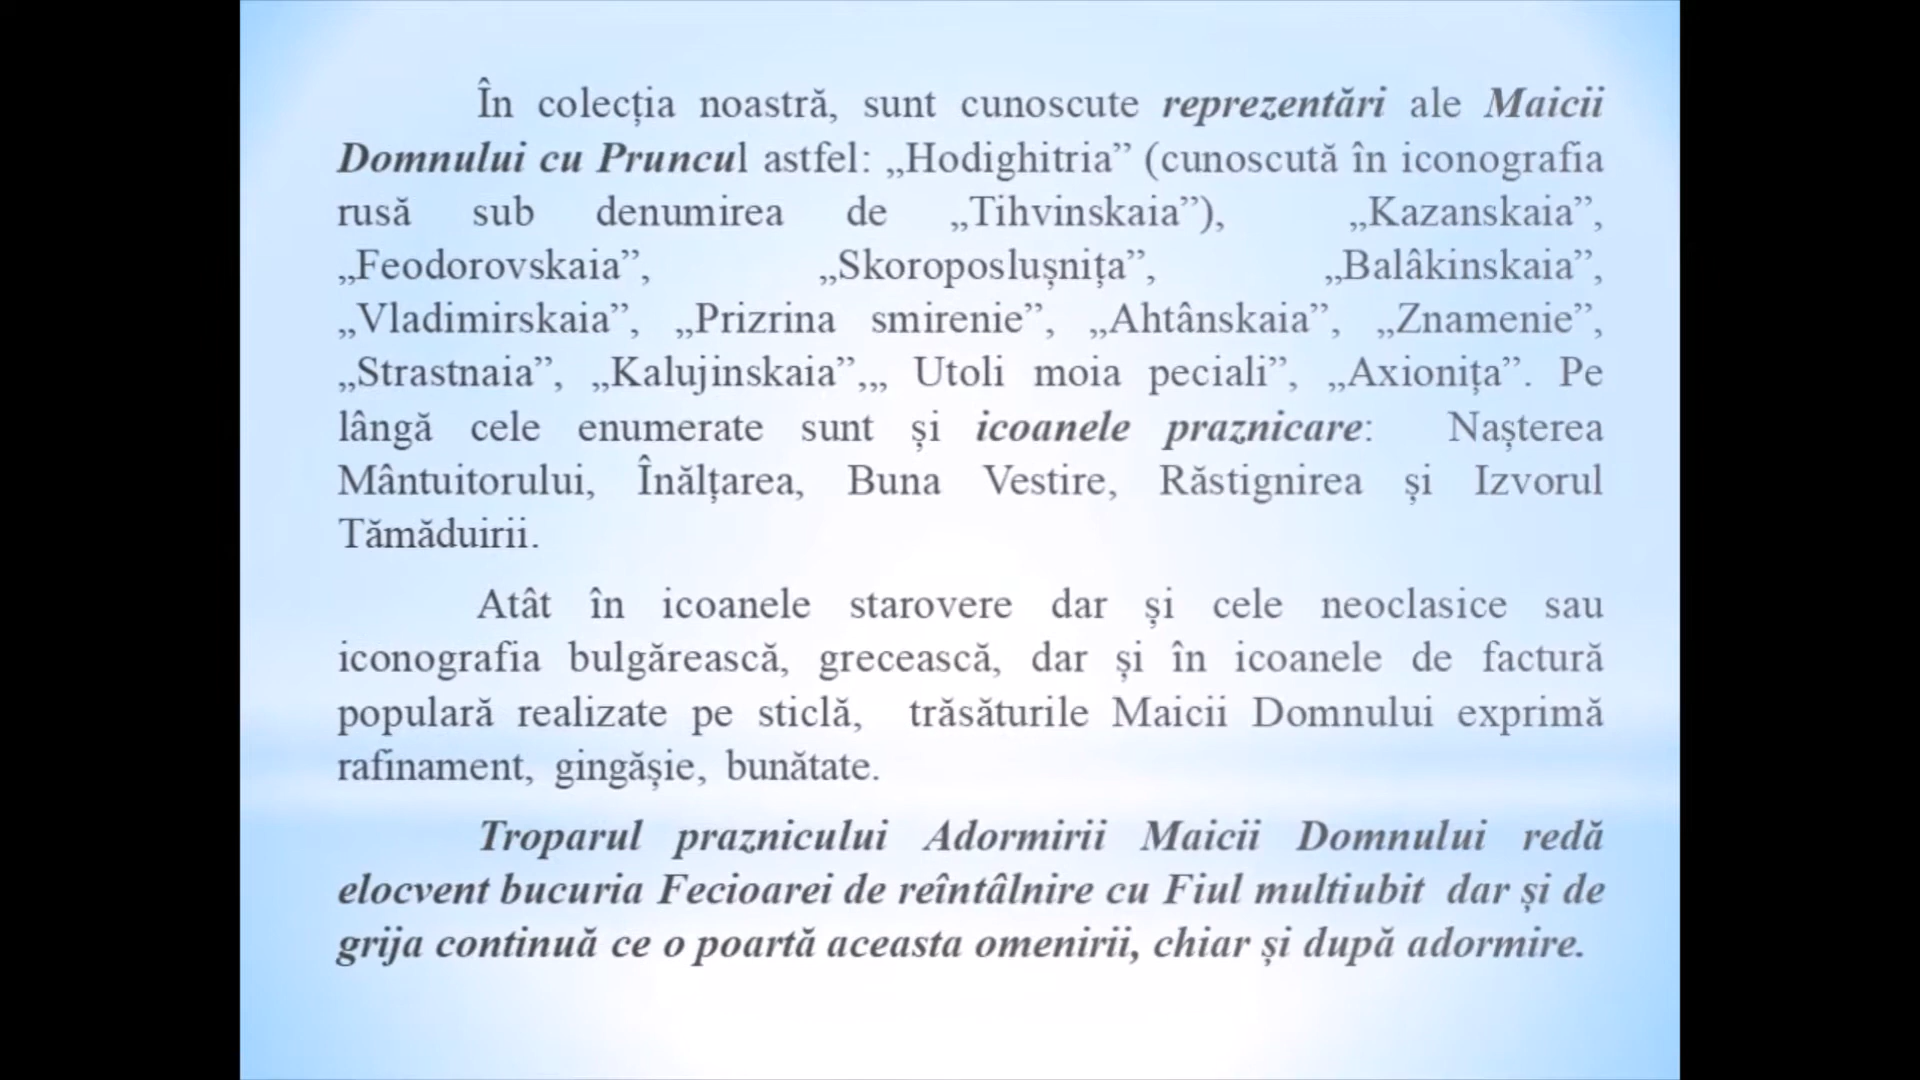 În colecția noastră, sunt cunoscute reprezentări ale Maicii
Domnului cu Pruncul astfel: „Hodighitria” (cunoscută în iconografia
rusă sub denumirea de „Tihvinskaia”), „Kazanskaia”,
„Feodorovskaia”, „Skoroposlușnița”, „Balâkinskaia”,
„Vladimirskaia”, „Prizrina smirenie”, „Ahtânskaia”, „Znamenie”,
„Strastnaia”, „Kalujinskaia”,„ Utoli moia peciali”, „Axionița”. Pe
lângă cele enumerate sunt și icoanele praznicare: Nașterea
Mântuitorului, Înălțarea, Buna Vestire, Răstignirea și Izvorul
Tămăduirii.
Atât în icoanele starovere dar și cele neoclasice sau
iconografia bulgărească, grecească, dar și în icoanele de factură
populară realizate pe sticlă, trăsăturile Maicii Domnului exprimă
rafinament, gingășie, bunătate.
Troparul praznicului Adormirii Maicii Domnului redă
elocvent bucuria Fecioarei de reîntâlnire cu Fiul multiubit dar și de
grija continuă ce o poartă aceasta omenirii, chiar și după adormire.